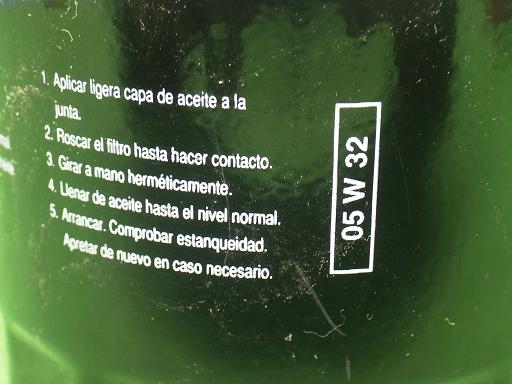 1. Aplicar ligera capa de aceite a la
junta.
2. Roscar el filtro hasta hacer contacto.
3. Girar a mano herméticamente.
4. Llenar de aceite hasta el nivel normal.
5. Arrancar. Comprobar estanqueidad.
Apretar de nuevo en caso necesario.
05 W 32